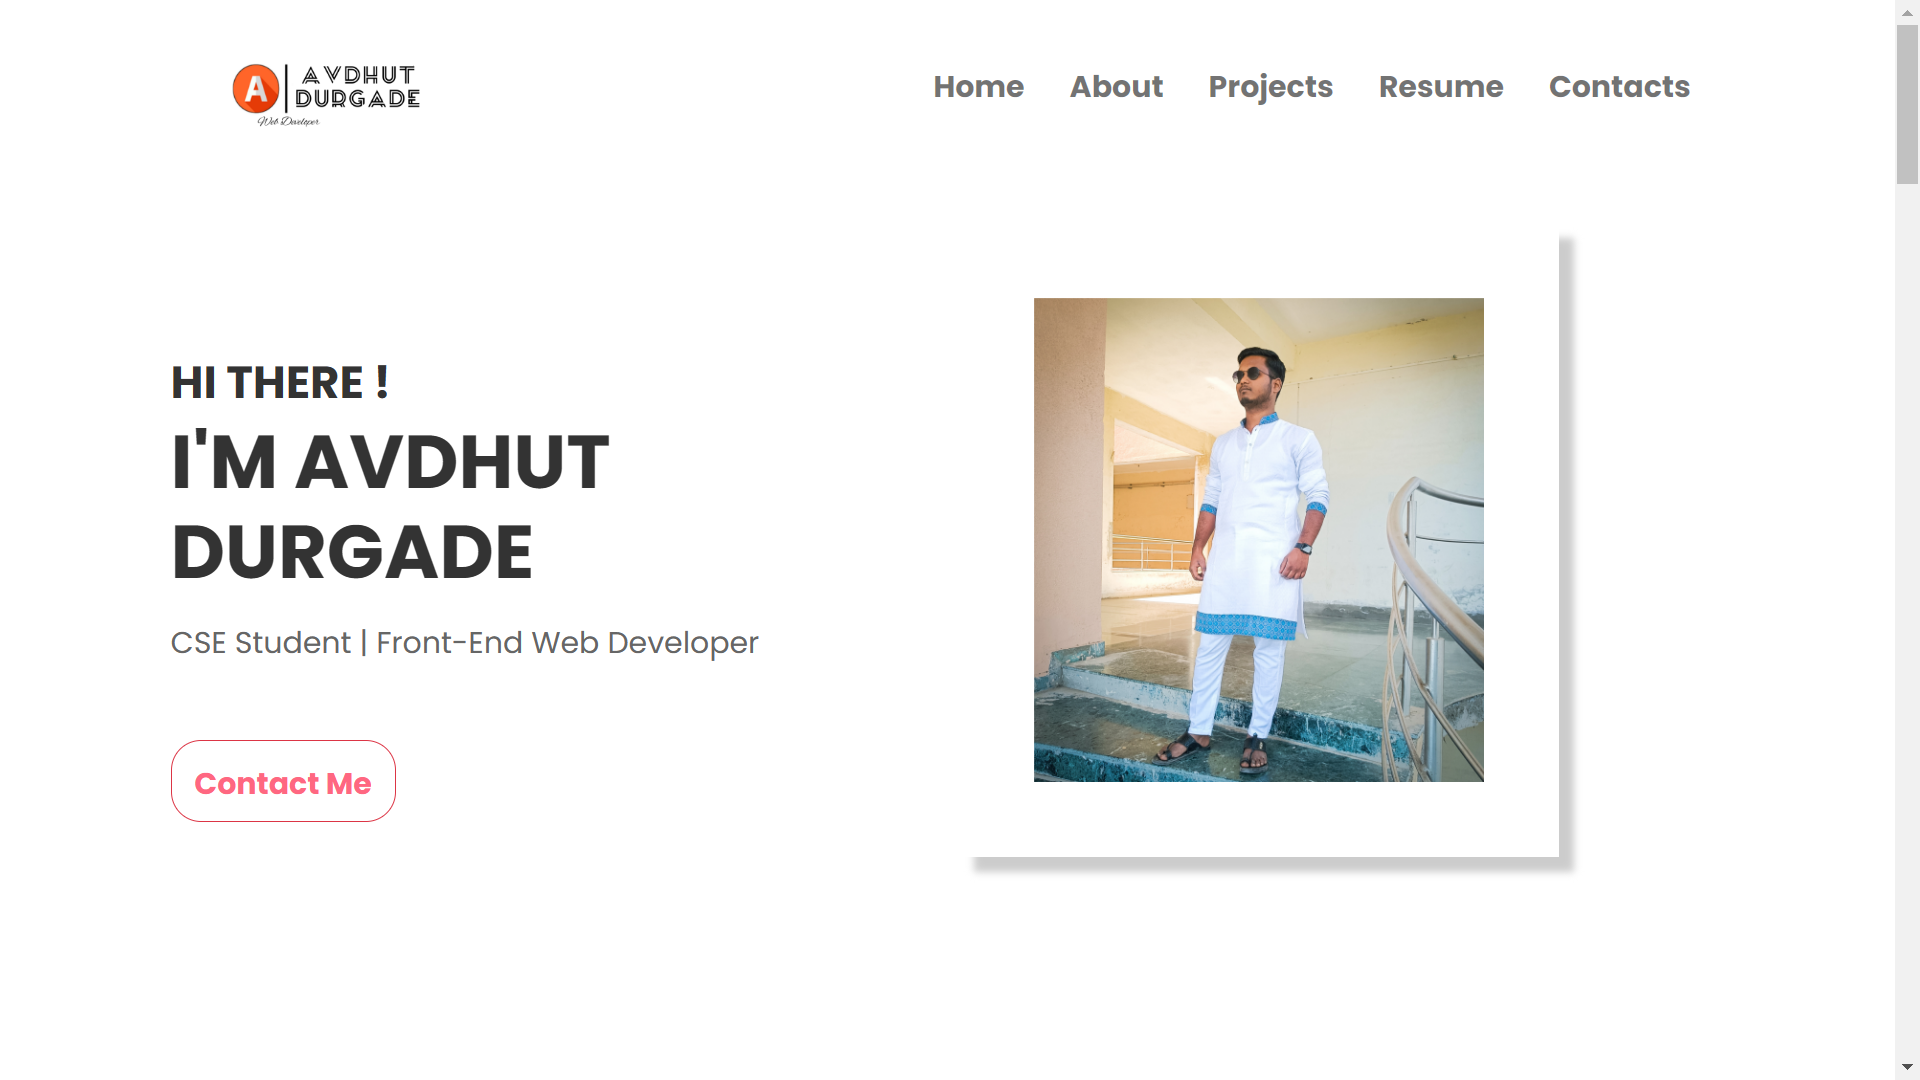 A
AVDHUT
DURGADE
Web Developer
Home About Projects Resume Contacts
HI THERE !
I'M AVDHUT
DURGADE
CSE Student | Front-End Web Developer
Contact Me